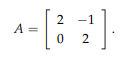 A = [ 2 −1
0 2 ] .